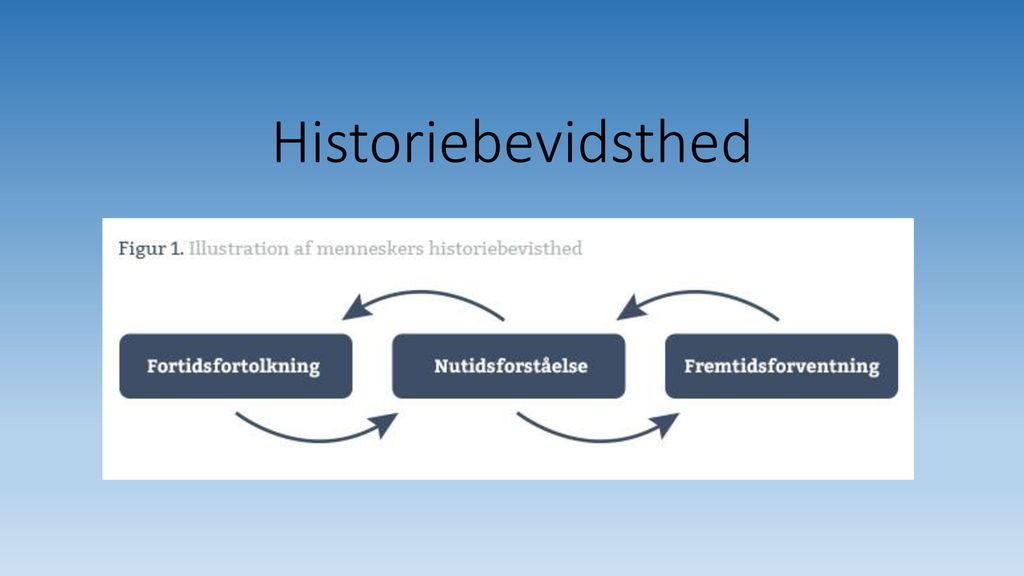 Historiebevidsthed
Figur 1. Illustration af menneskers historiebevisthed
Fortidsfortolkning
Nutidsforståelse
Fremtidsforventning